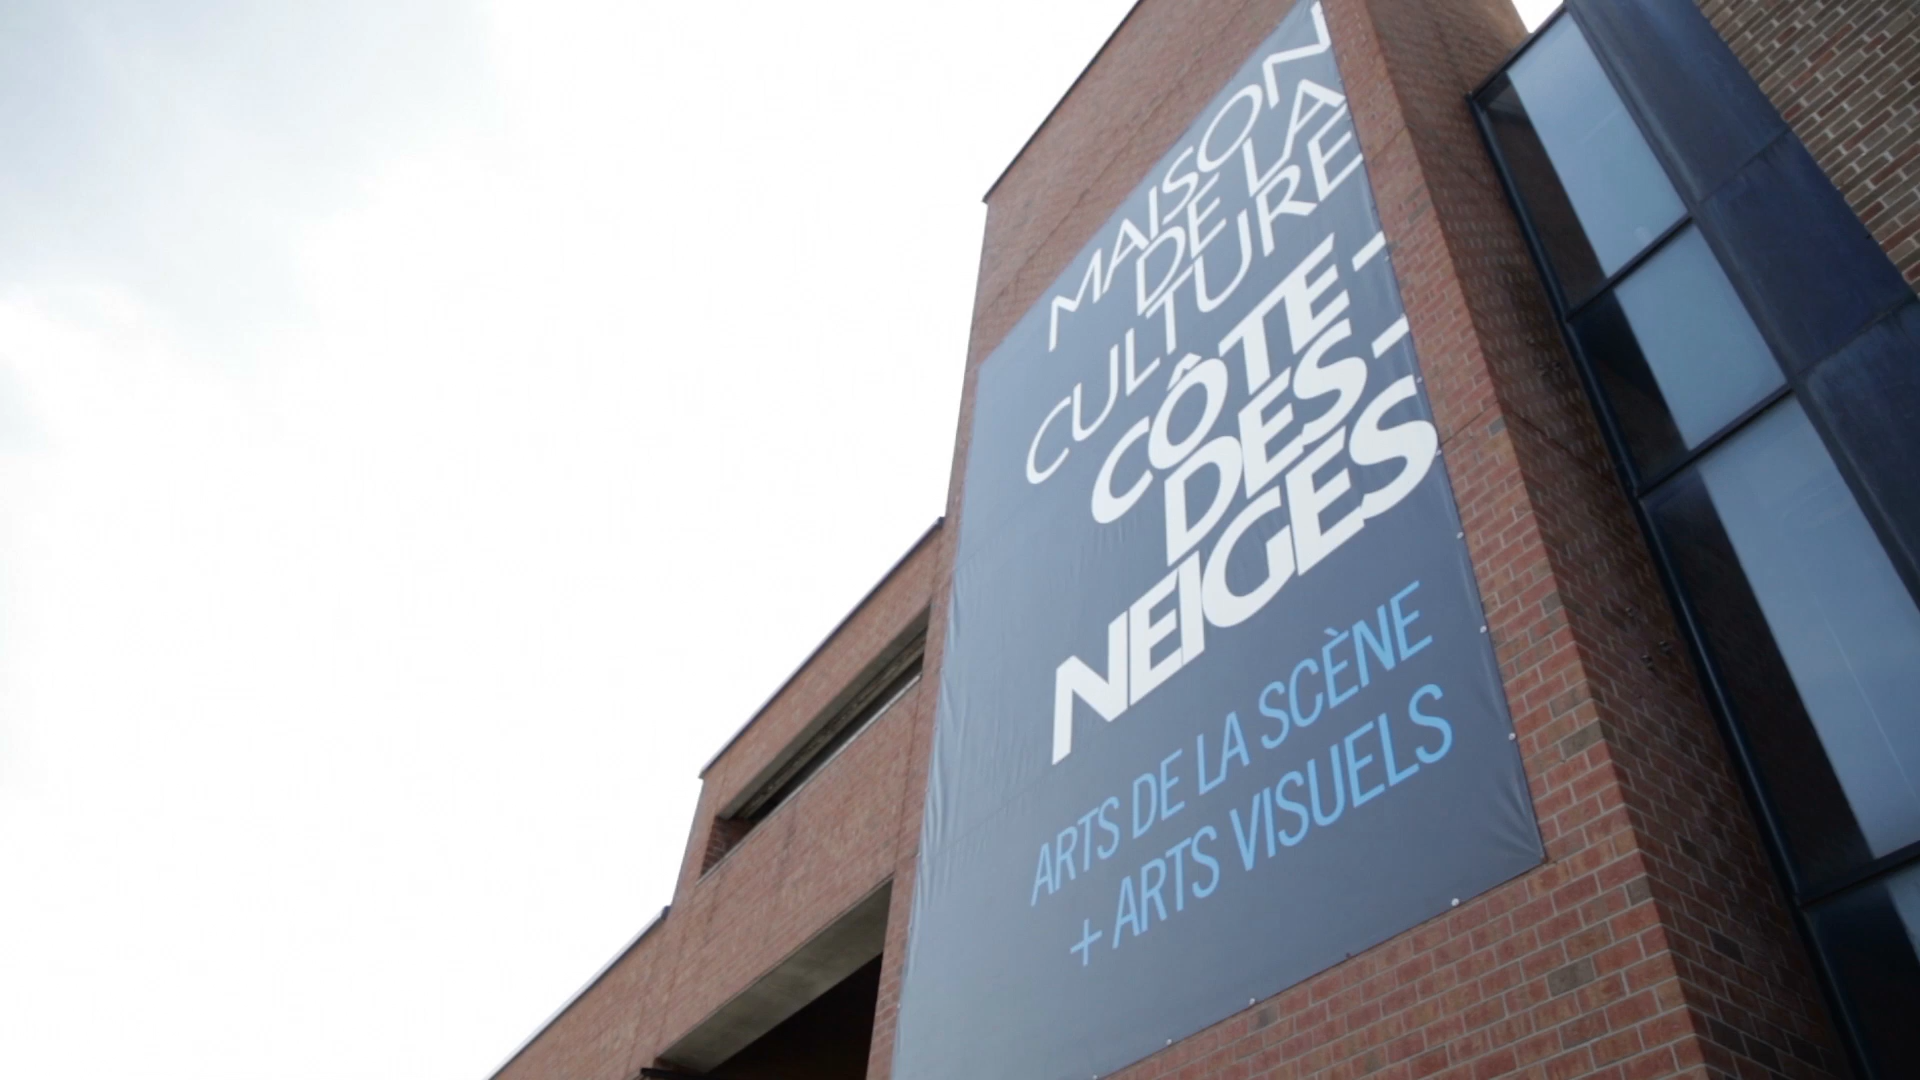 MAISON
DE LA
CULTURE
CÔTE-
DES-
NEIGES
ARTS DE LA SCÈNE
+ ARTS VISUELS